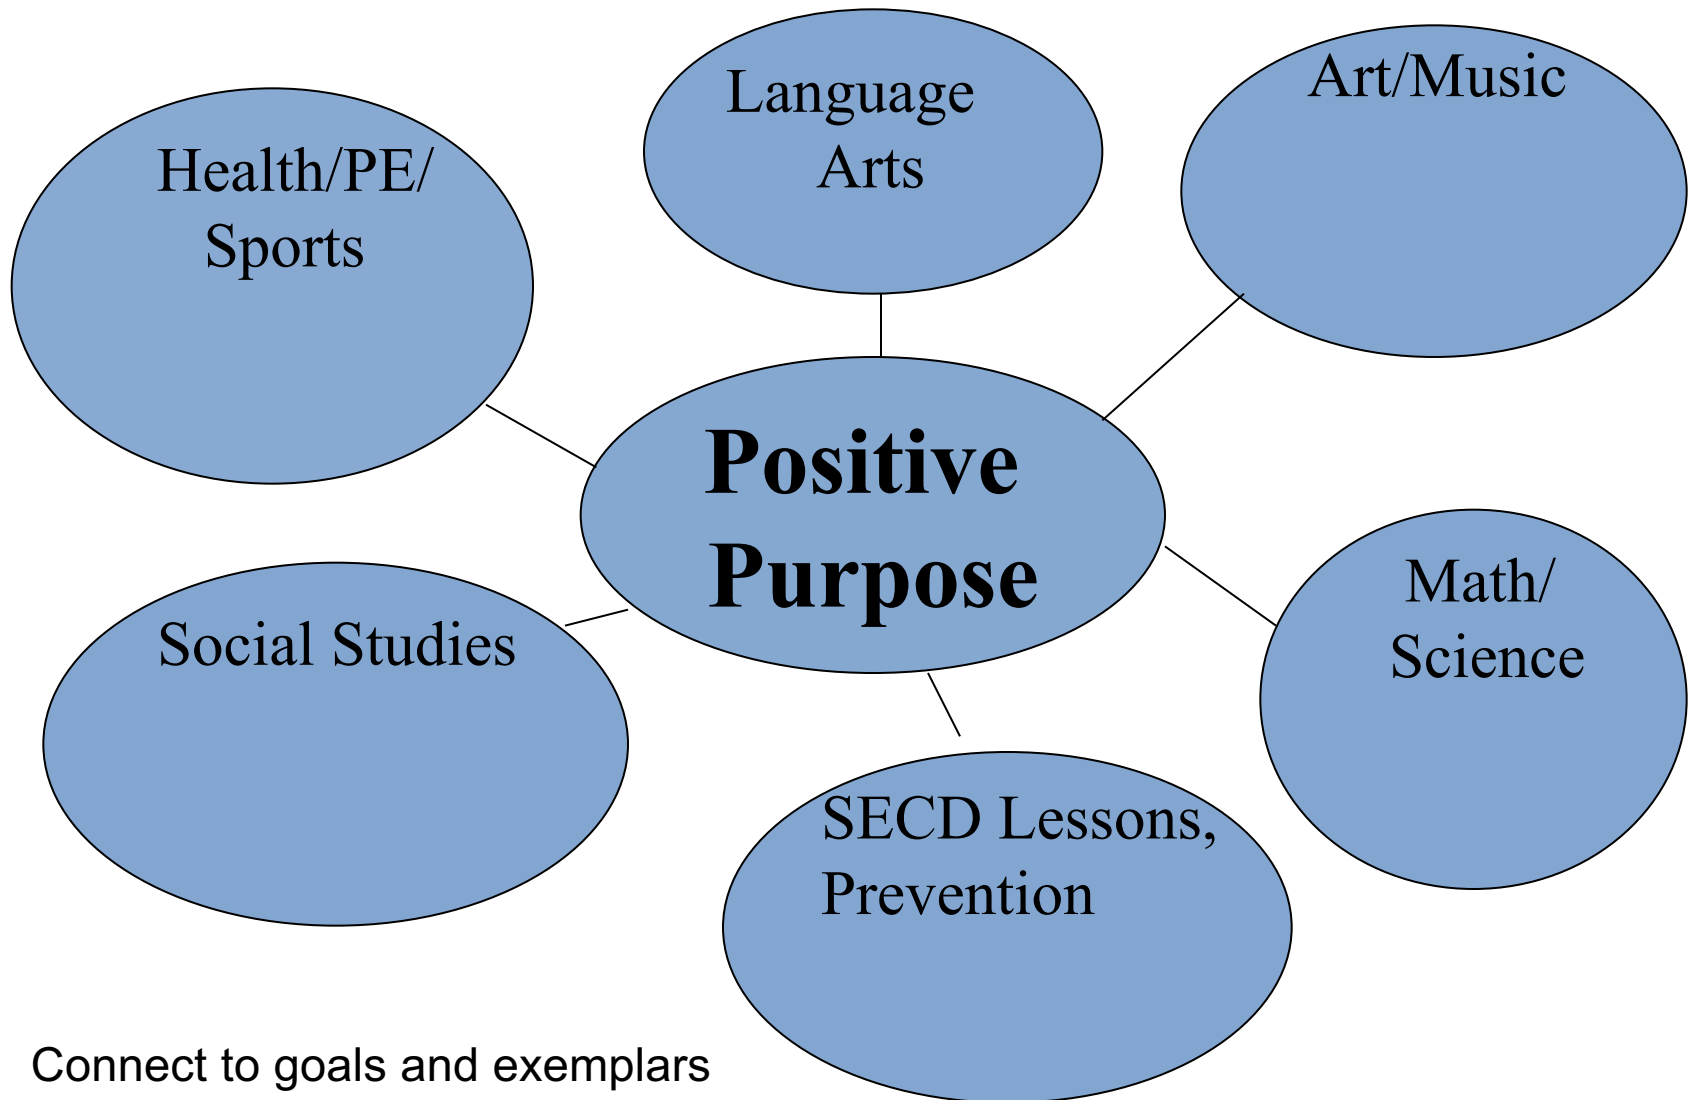 Language
Arts
Art/Music
Health/PE/
Sports
Positive
Purpose
Math/
Science
Social Studies
SECD Lessons,
Prevention
Connect to goals and exemplars